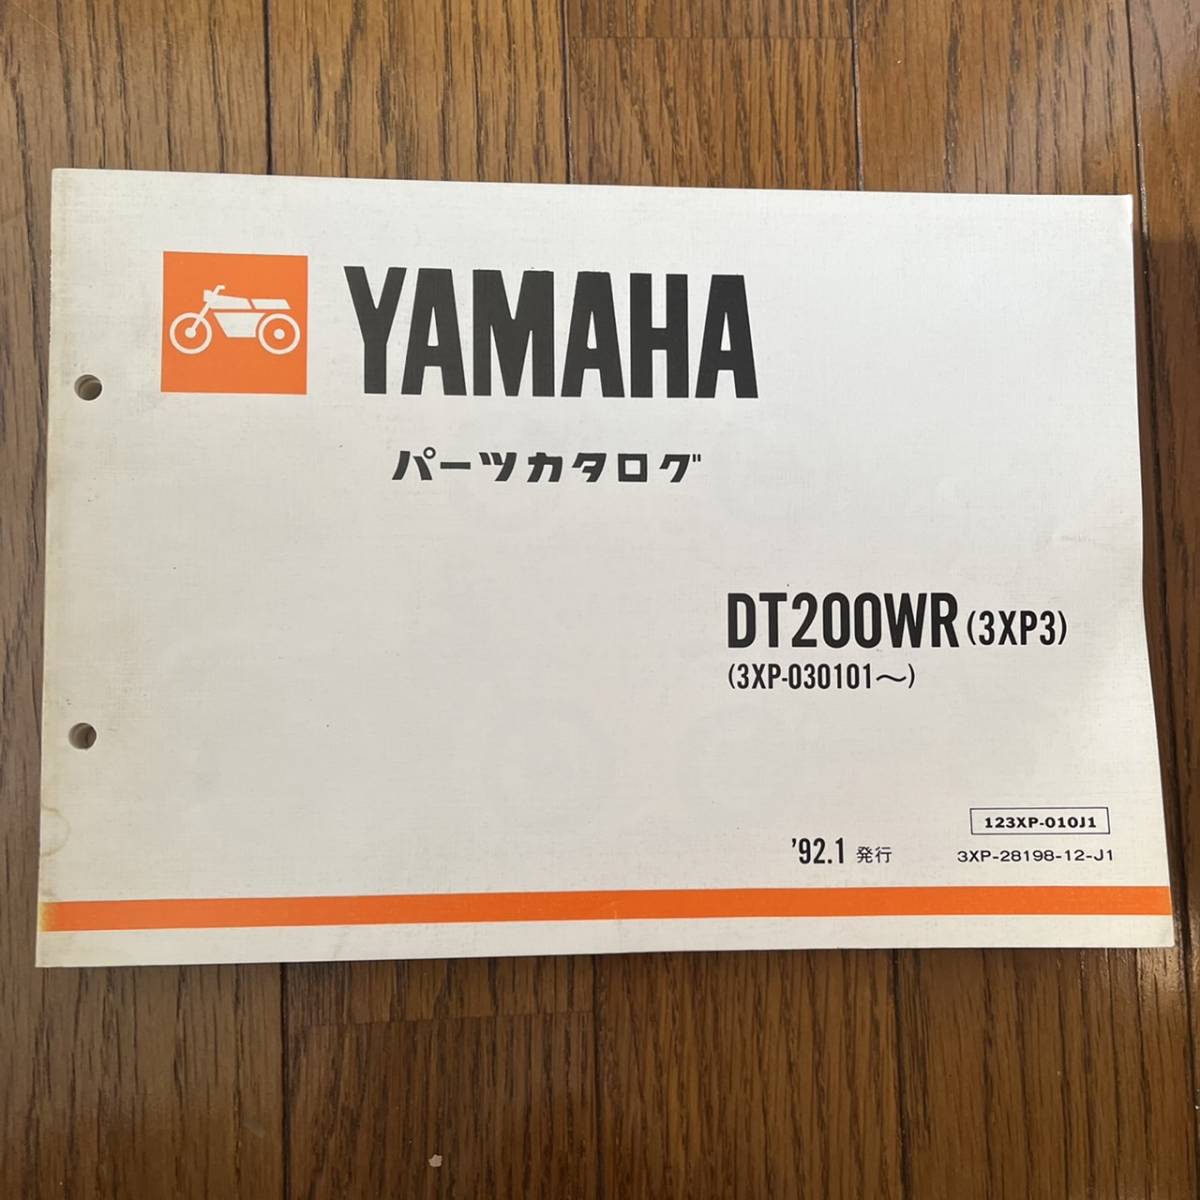 YAMAHA
パーツカタログ
DT200WR(3XP3)
(3XP-030101〜)
123XP-010J1
'92.1 発行
3XP-28198-12-J1